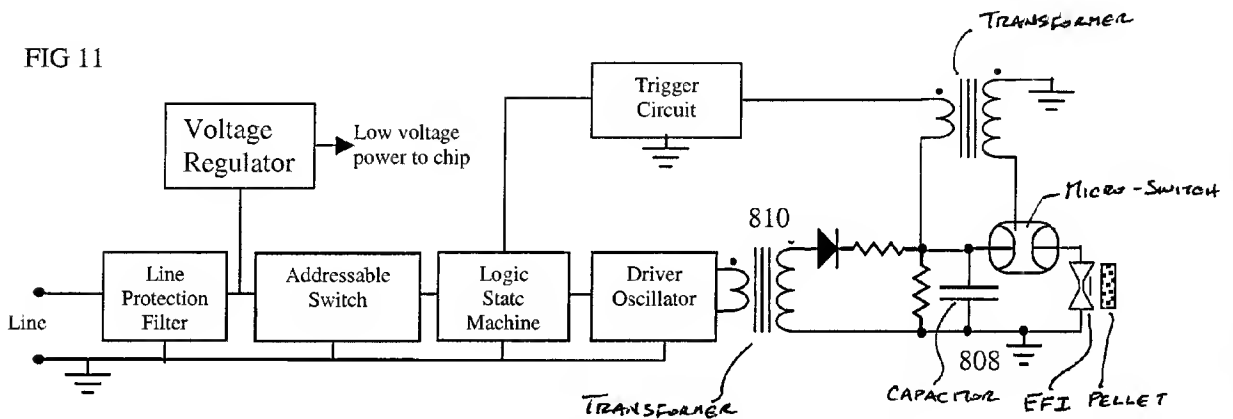 TRANSFORMER
FIG 11
Trigger
Circuit
Voltage
Regulator
Low voltage
power to chip
MICRO-SWITCH
810
Line
Protection
Filter
Addressable
Switch
Logic
State
Machine
Driver
Oscillator
Line
808
CAPACITOR
EFI PELLET
TRANSFORMER